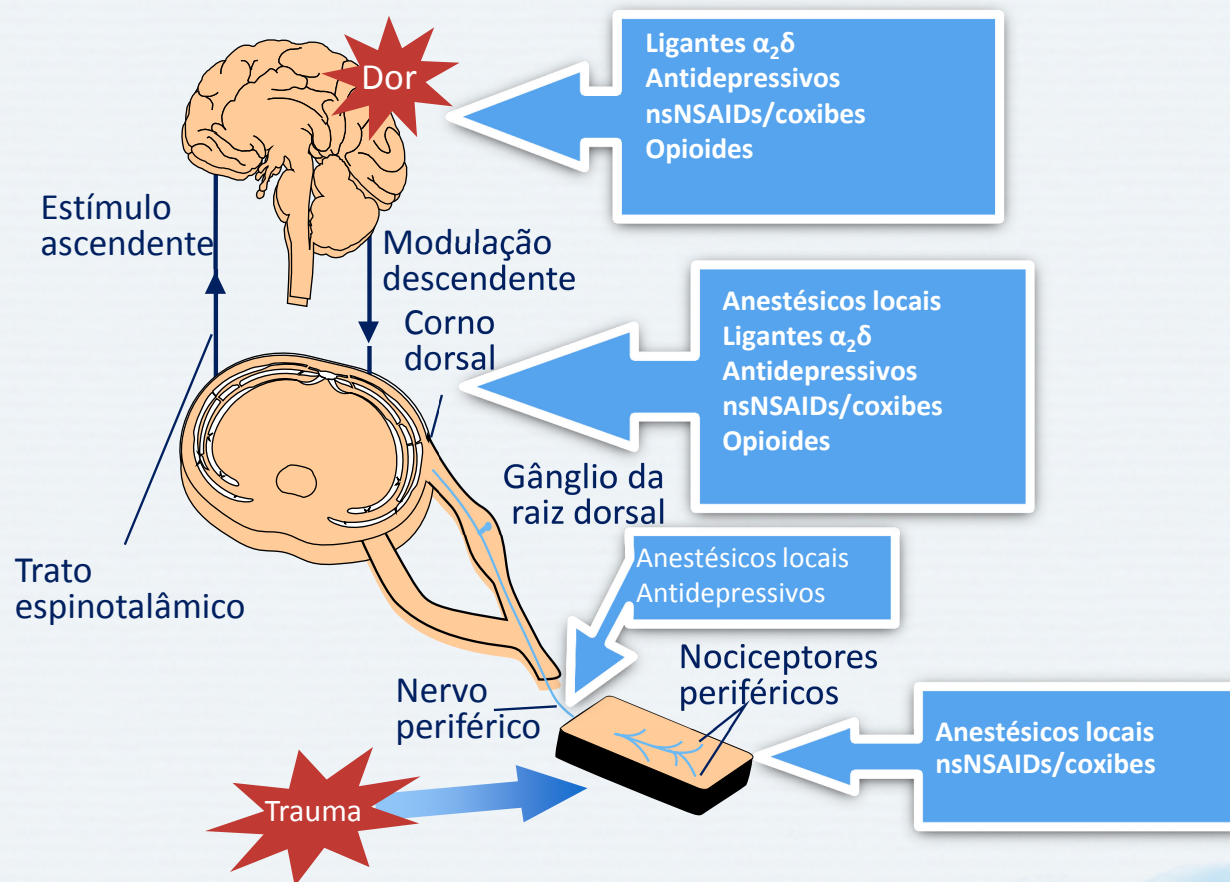 Dor
Ligantes α₂δ
Antidepressivos
nsNSAIDs/coxibes
Opioides
Estímulo
ascendente
Modulação
descendente
Corno
dorsal
Anestésicos locais
Ligantes α₂δ
Antidepressivos
nsNSAIDs/coxibes
Opioides
Gânglio da
raiz dorsal
Trato
espinotalâmico
Anestésicos locais
Antidepressivos
Nociceptores
periféricos
Nervo
periférico
Anestésicos locais
nsNSAIDs/coxibes
Trauma